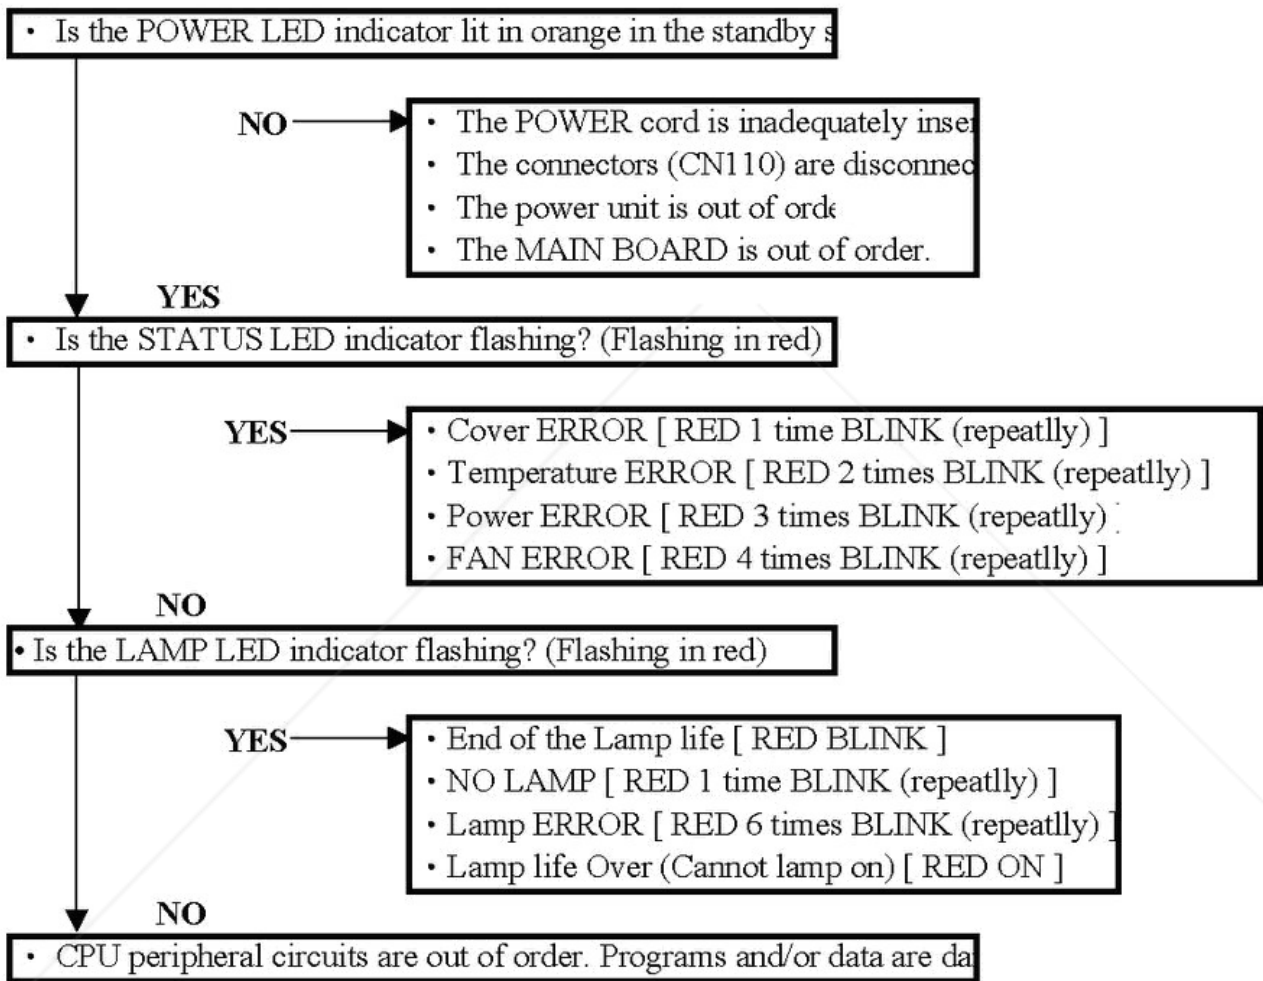 ・ Is the POWER LED indicator lit in orange in the standby s
NO
・ The POWER cord is inadequately inser
・ The connectors (CN110) are disconnec
・ The power unit is out of orde
・ The MAIN BOARD is out of order.
YES
・ Is the STATUS LED indicator flashing? (Flashing in red)
YES
・ Cover ERROR [ RED 1 time BLINK (repeatlly) ]
・ Temperature ERROR [ RED 2 times BLINK (repeatlly) ]
・ Power ERROR [ RED 3 times BLINK (repeatlly) ]
・ FAN ERROR [ RED 4 times BLINK (repeatlly) ]
NO
• Is the LAMP LED indicator flashing? (Flashing in red)
YES
・ End of the Lamp life [ RED BLINK ]
・ NO LAMP [ RED 1 time BLINK (repeatlly) ]
・ Lamp ERROR [ RED 6 times BLINK (repeatlly) ]
・ Lamp life Over (Cannot lamp on) [ RED ON ]
NO
・ CPU peripheral circuits are out of order. Programs and/or data are da